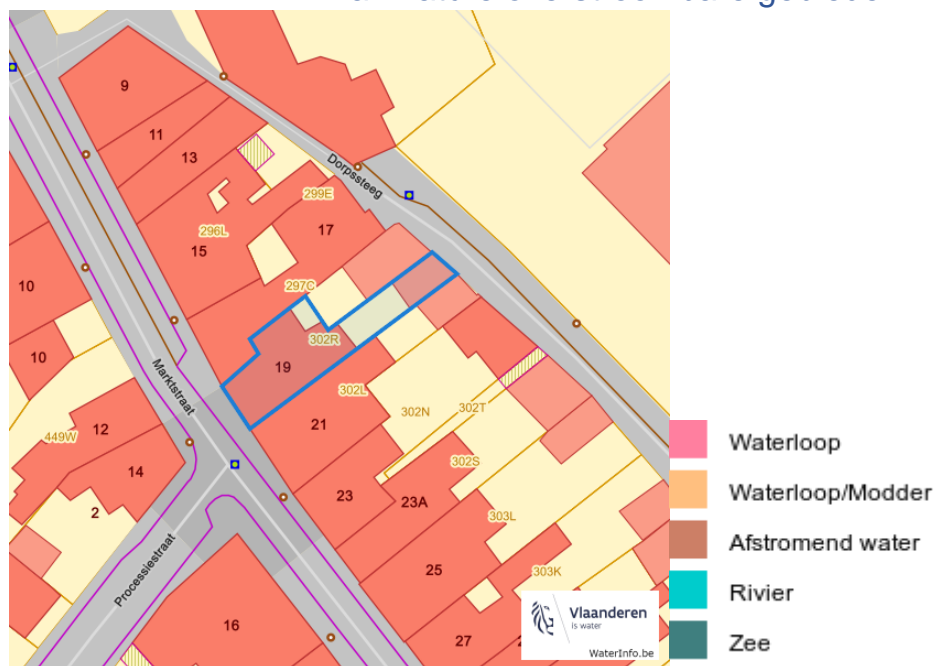 9
11
13
Dorpssteeg
299E
296L
17
15
10
297C
302R
10
19
Marktstraat
302L
302N
302T
449W
12
21
14
302S
2
23
23A
303L
Processiestraat
25
303K
16
27
Vlaanderen
is water
WaterInfo.be
Waterloop
Waterloop/Modder
Afstromend water
Rivier
Zee